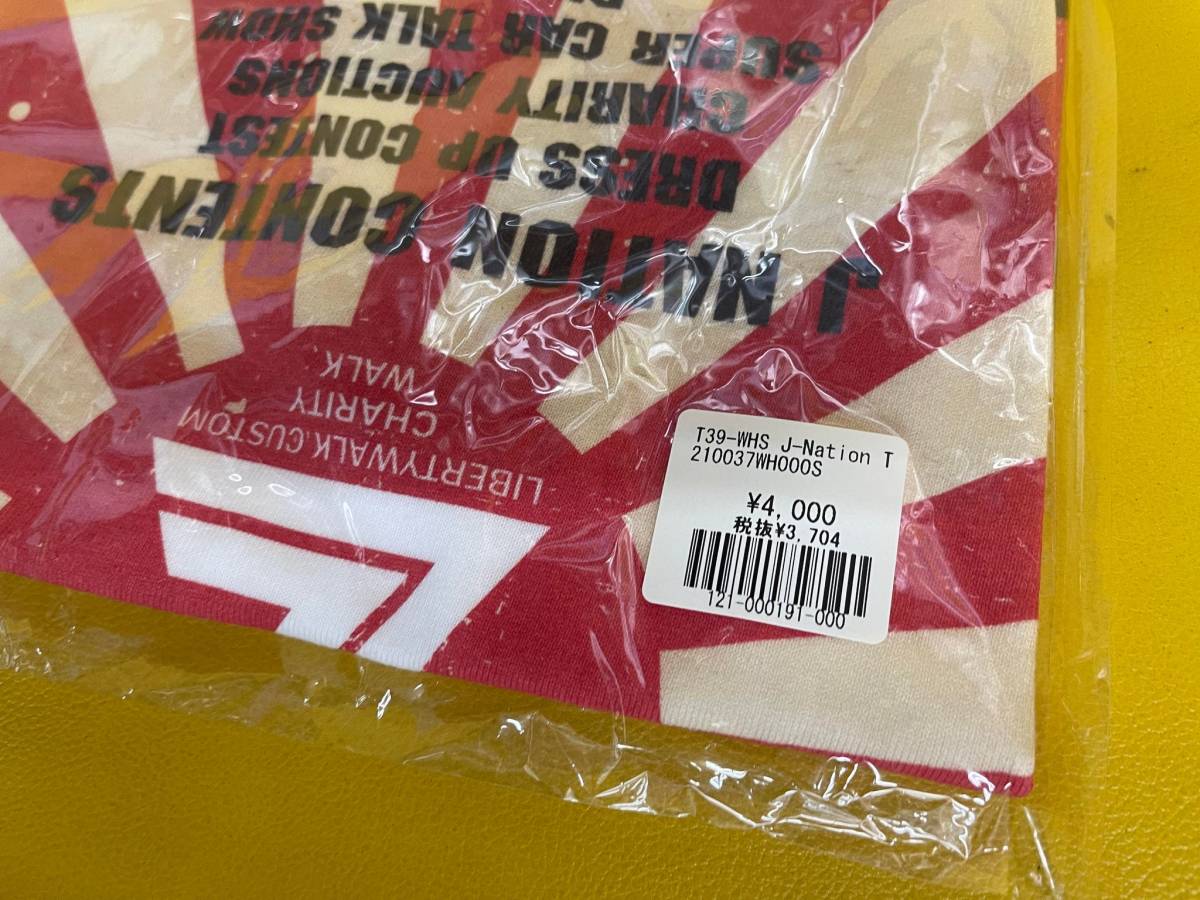 J NATION CONTENTS
DRESS UP CONTEST
CHARITY AUCTIONS
SUPER CAR TALK SHOW
LIBERTYWALK.CUSTOM
CHARITY
WALK.
T39-WHS J-Nation T
210037WH000S
¥4,000
税抜¥3,704
121-000191-000